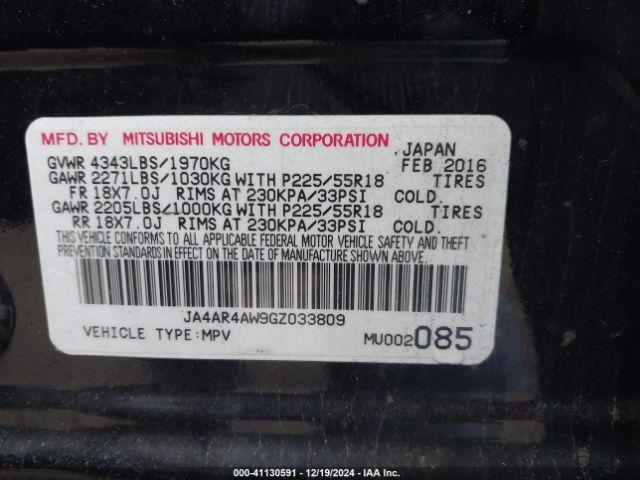 MFD. BY MITSUBISHI MOTORS CORPORATION JAPAN
GVWR 4343LBS/1970KG FEB 2016
GAWR 2271LBS/1030KG WITH P225/55R18 TIRES
FR 18X7.0J RIMS AT 230KPA/33PSI COLD.
GAWR 2205LBS/1000KG WITH P225/55R18 TIRES
RR 18X7.0J RIMS AT 230KPA/33PSI COLD.
THIS VEHICLE CONFORMS TO ALL APPLICABLE FEDERAL MOTOR VEHICLE SAFETY AND THEFT
PREVENTION STANDARDS IN EFFECT ON THE DATE OF MANUFACTURE SHOWN ABOVE.
JA4AR4AW9GZ033809
VEHICLE TYPE:MPV MU002085
000-41130591 - 12/19/2024 - IAA Inc.